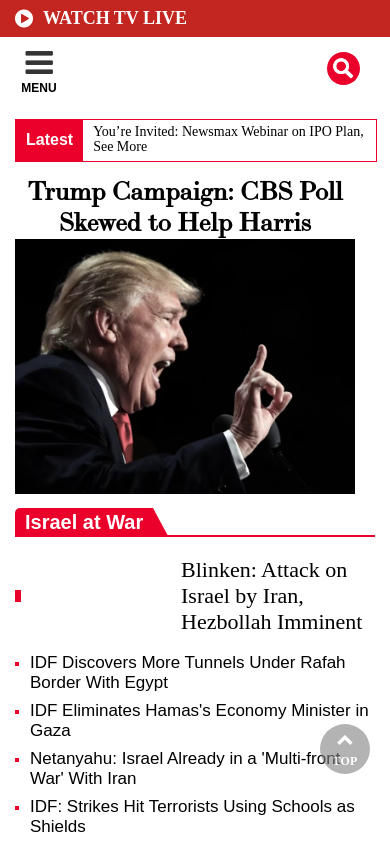 WATCH TV LIVE
MENU
Latest
You’re Invited: Newsmax Webinar on IPO Plan,
See More
Trump Campaign: CBS Poll
Skewed to Help Harris
Israel at War
Blinken: Attack on
Israel by Iran,
Hezbollah Imminent
IDF Discovers More Tunnels Under Rafah
Border With Egypt
IDF Eliminates Hamas's Economy Minister in
Gaza
Netanyahu: Israel Already in a 'Multi-front
War' With Iran
TOP
IDF: Strikes Hit Terrorists Using Schools as
Shields